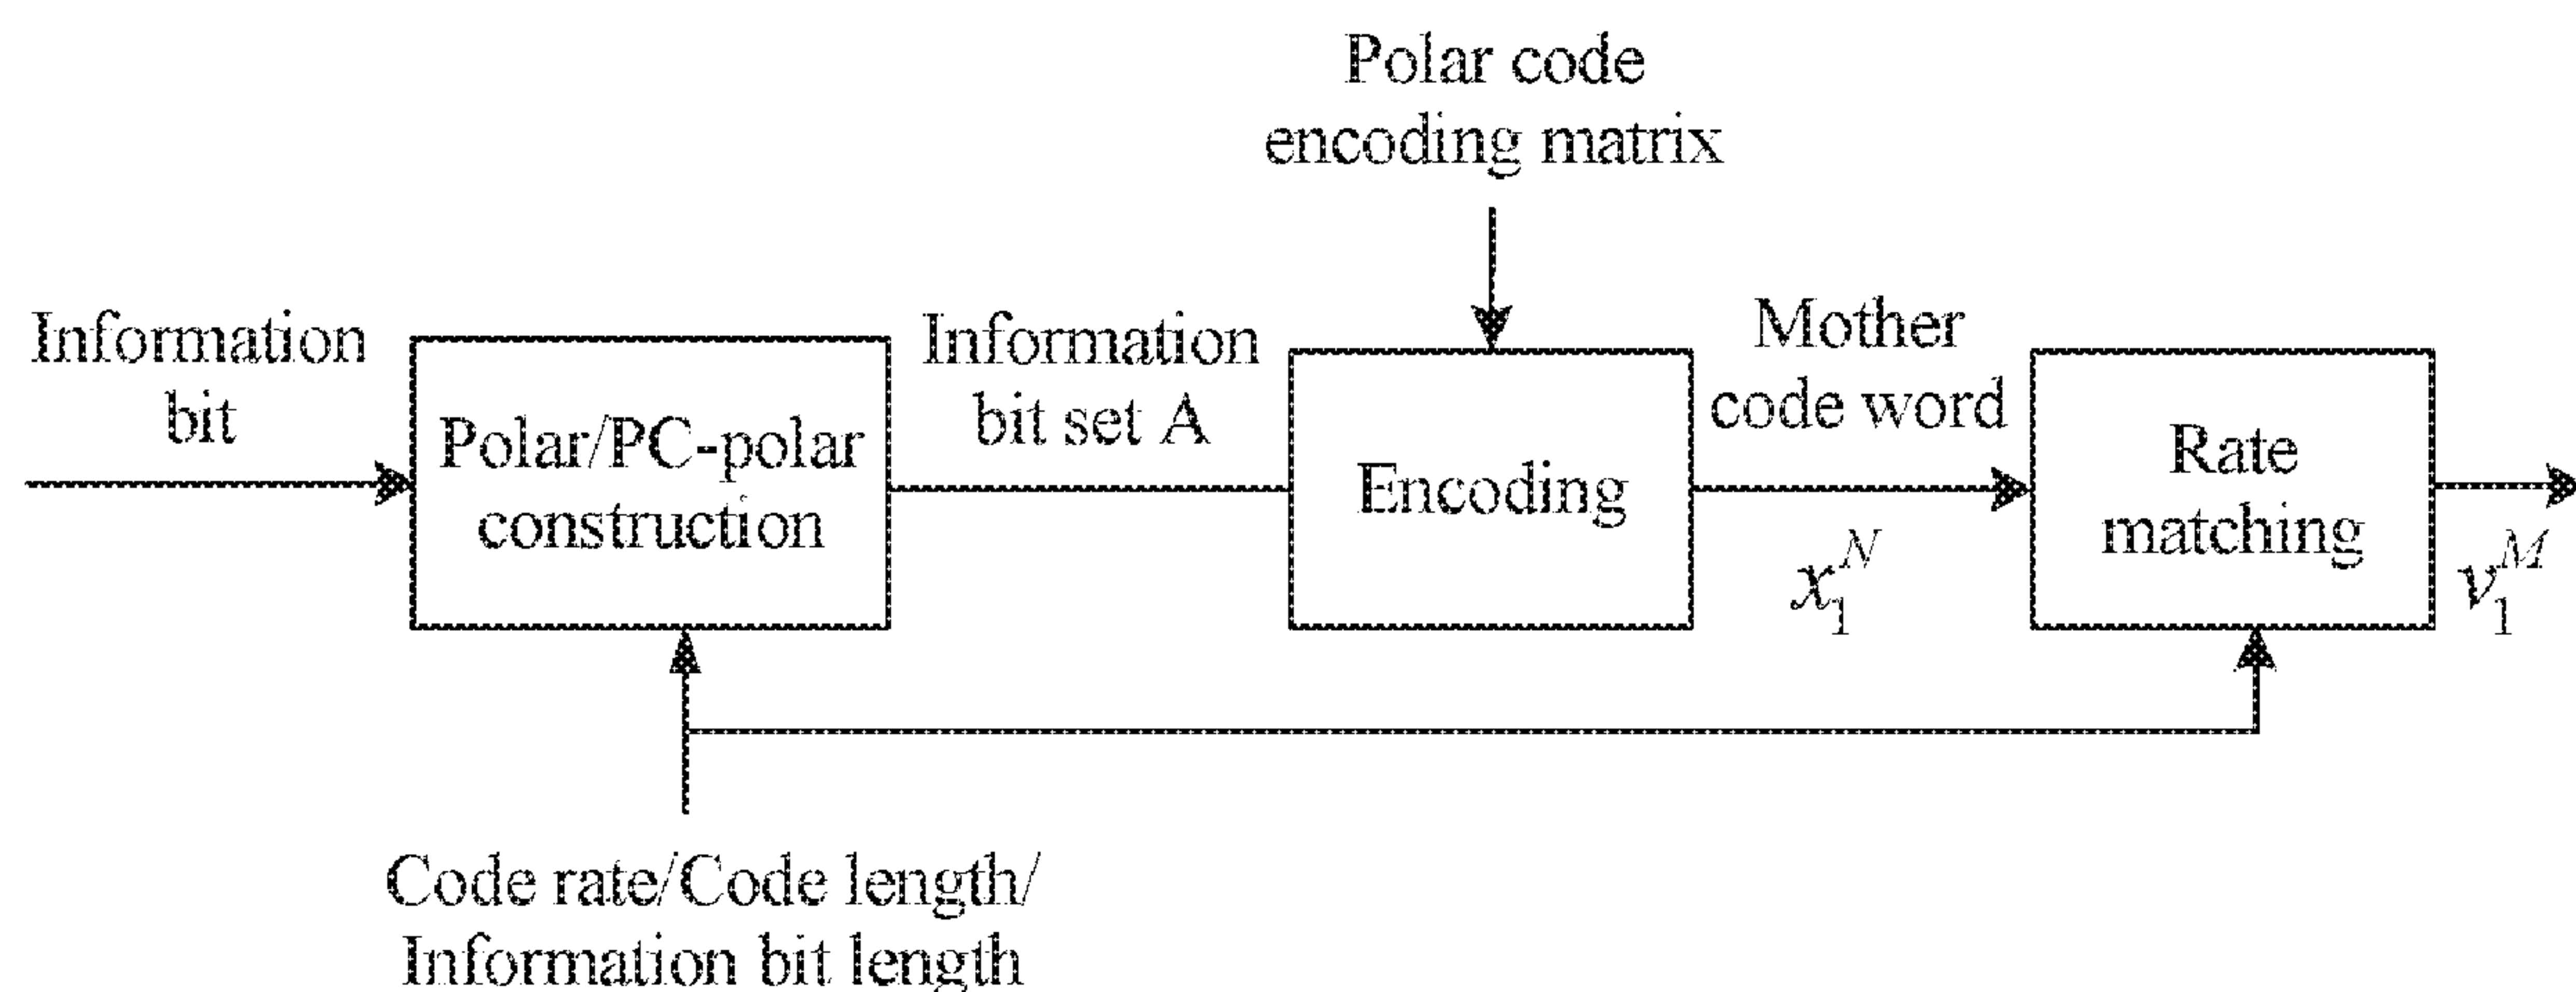 Polar code
encoding matrix
Information
bit
Polar/PC-polar
construction
Information
bit set A
Encoding
Mother
code word
x₁ᴺ
Rate
matching
v₁ᴹ
Code rate/Code length/
Information bit length